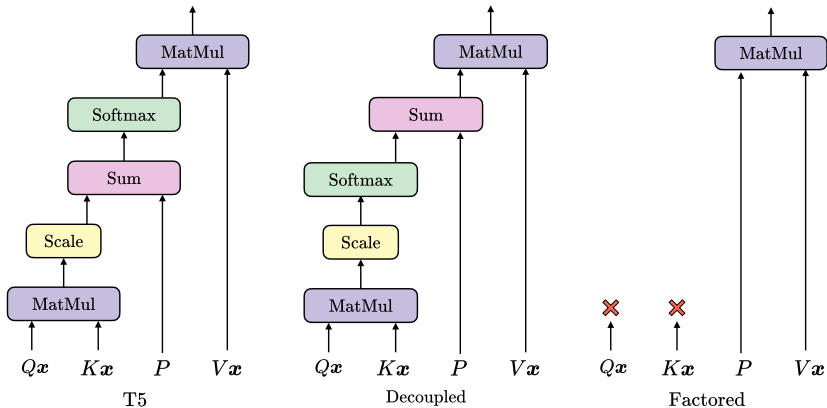 MatMul MatMul MatMul
Softmax Sum
Sum Softmax
Scale Scale
MatMul MatMul
Qx Kx P Vx Qx Kx P Vx Qx Kx P Vx
T5 Decoupled Factored